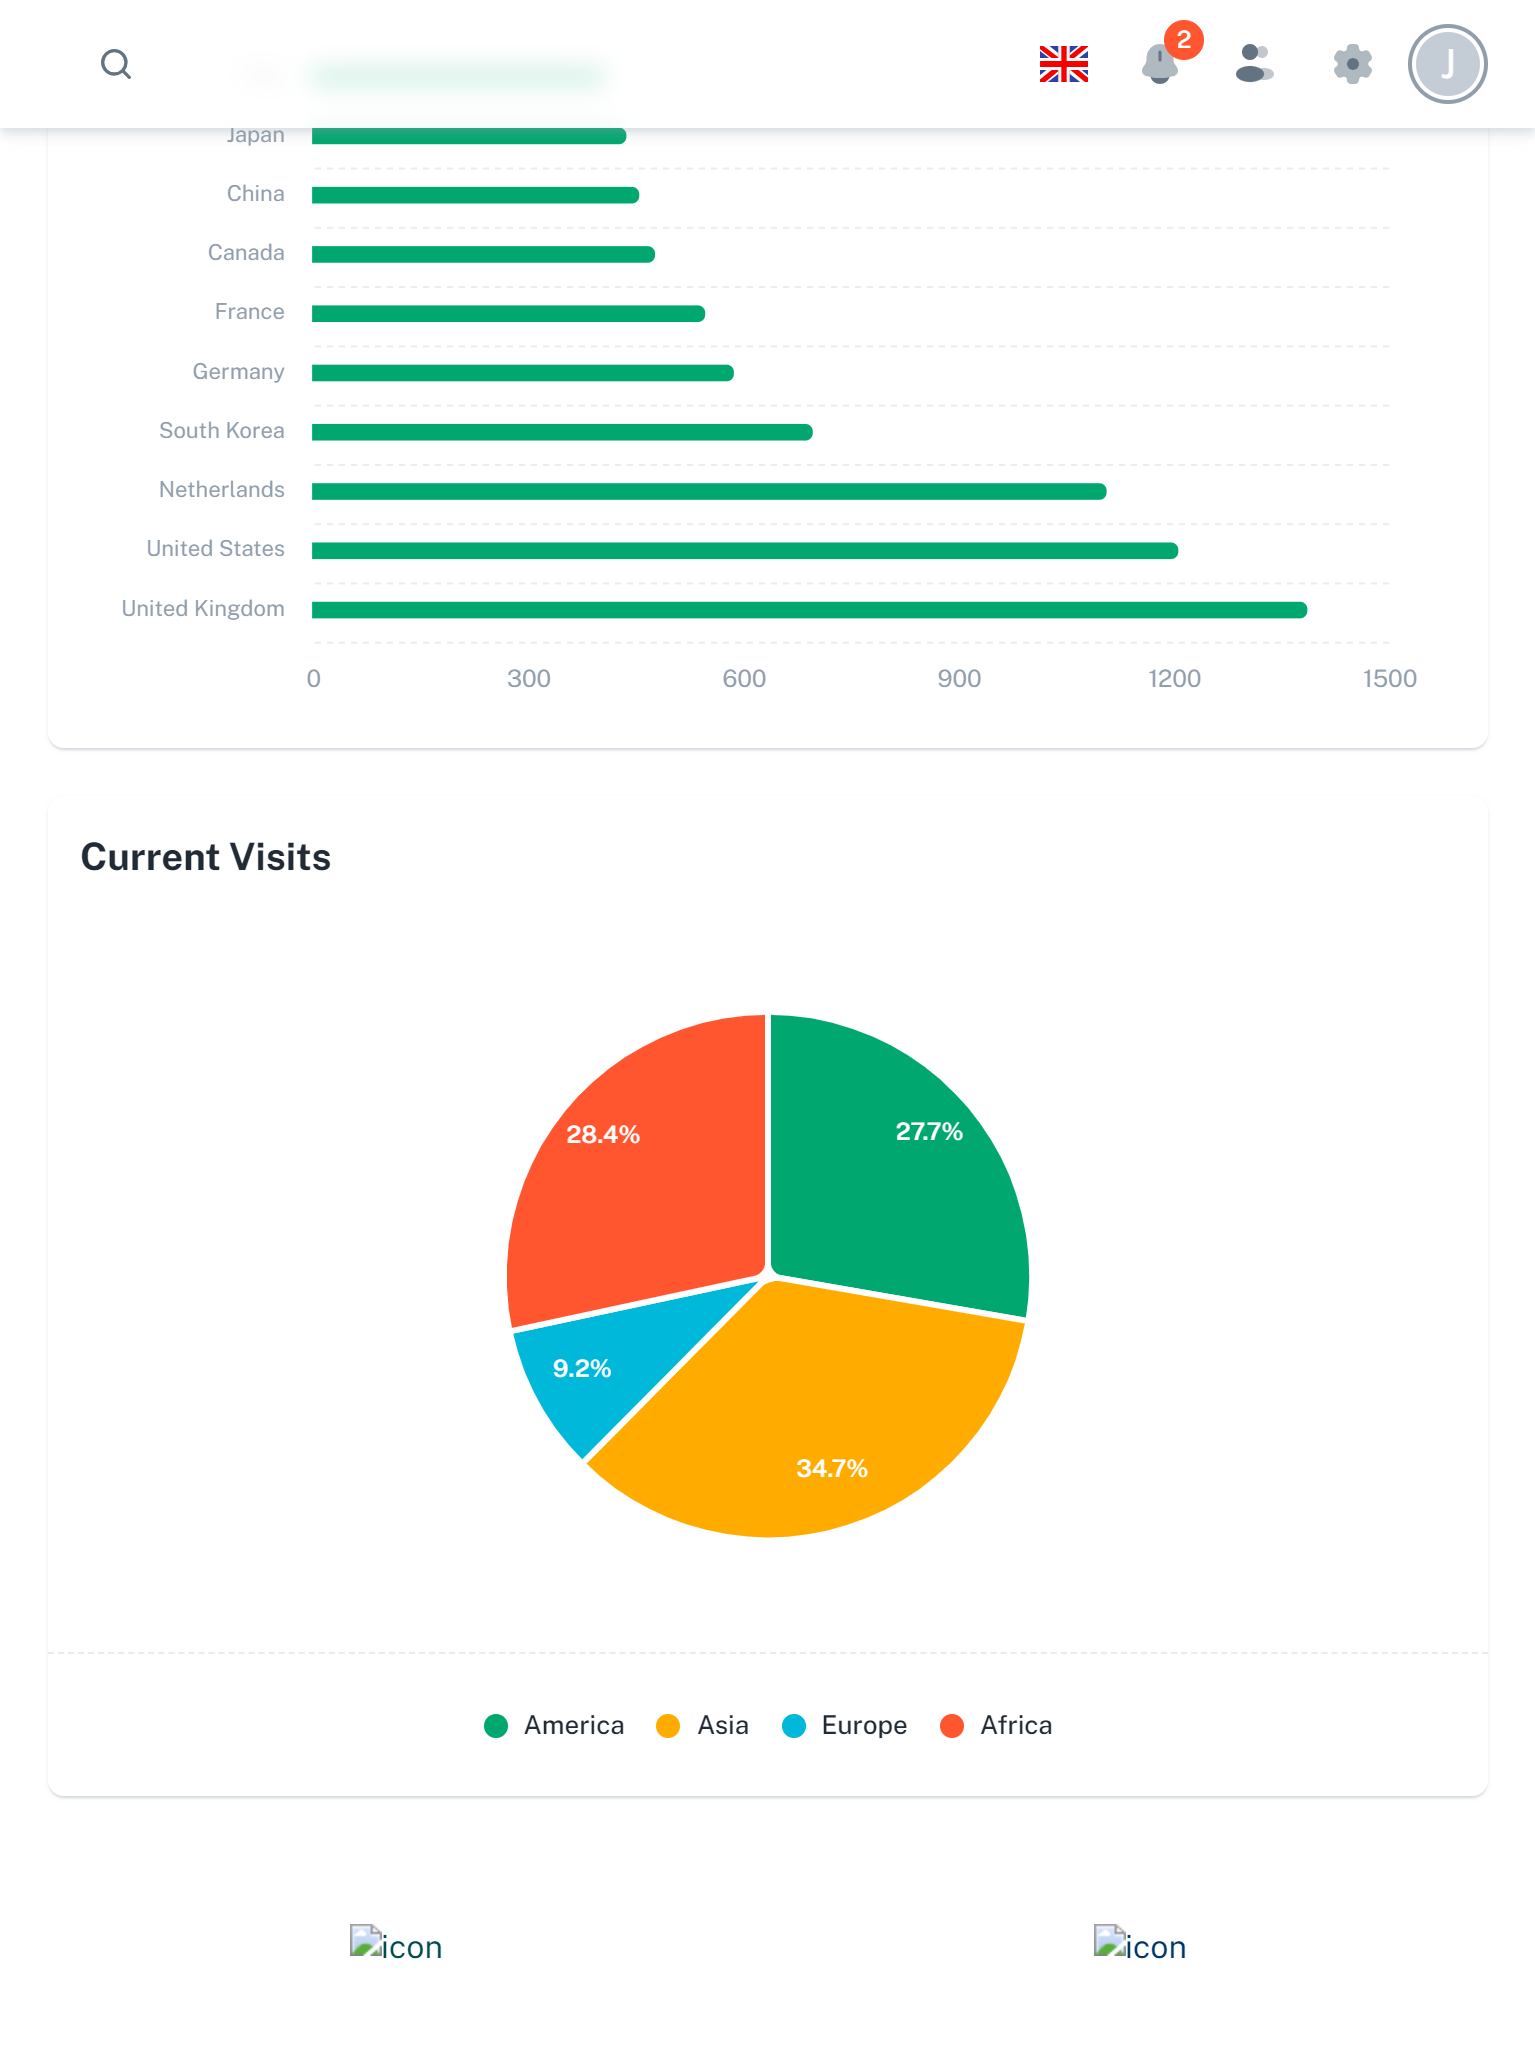 2
J
Japan
China
Canada
France
Germany
South Korea
Netherlands
United States
United Kingdom
0 300 600 900 1200 1500
Current Visits
28.4% 27.7%
9.2%
34.7%
America Asia Europe Africa
icon icon